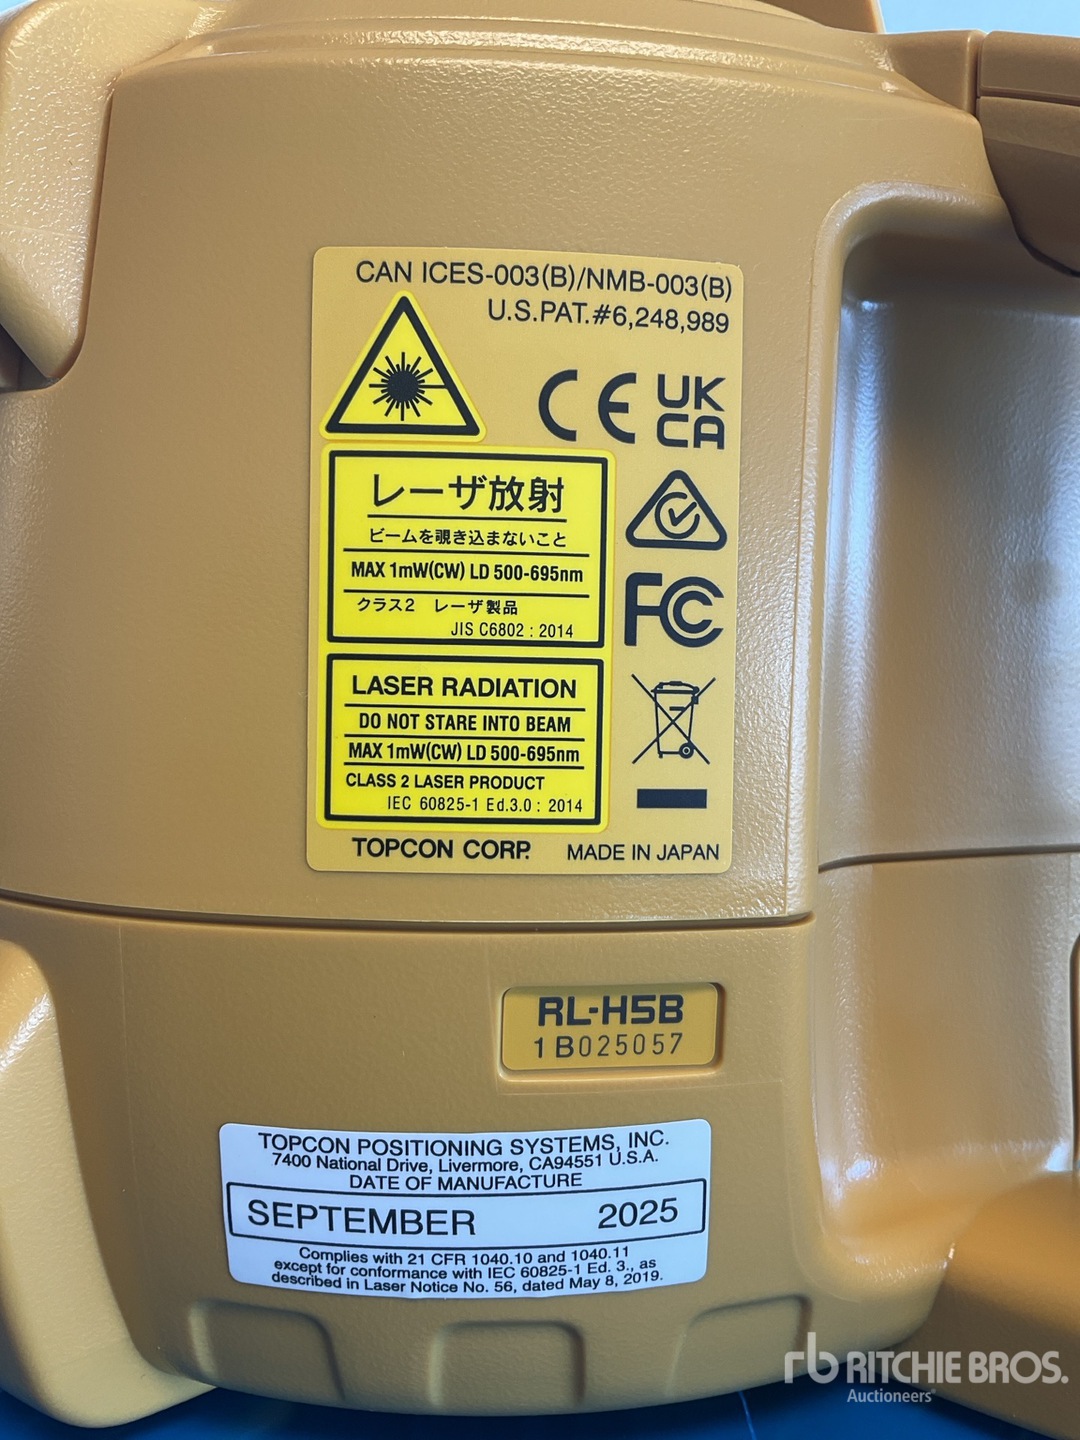 CAN ICES-003(B)/NMB-003(B)
U.S.PAT.#6,248,989
CE
UK
CA
レーザ放射
ビームを覗き込まないこと
MAX 1mW(CW) LD 500-695nm
クラス2 レーザ製品
JIS C6802 : 2014
FC
LASER RADIATION
DO NOT STARE INTO BEAM
MAX 1mW(CW) LD 500-695nm
CLASS 2 LASER PRODUCT
IEC 60825-1 Ed.3.0 : 2014
TOPCON CORP. MADE IN JAPAN
RL-H5B
1B025057
TOPCON POSITIONING SYSTEMS, INC.
7400 National Drive, Livermore, CA94551 U.S.A.
DATE OF MANUFACTURE
SEPTEMBER 2025
Complies with 21 CFR 1040.10 and 1040.11
except for conformance with IEC 60825-1 Ed. 3., as
described in Laser Notice No. 56, dated May 8, 2019.
rb RITCHIE BROS.
Auctioneers